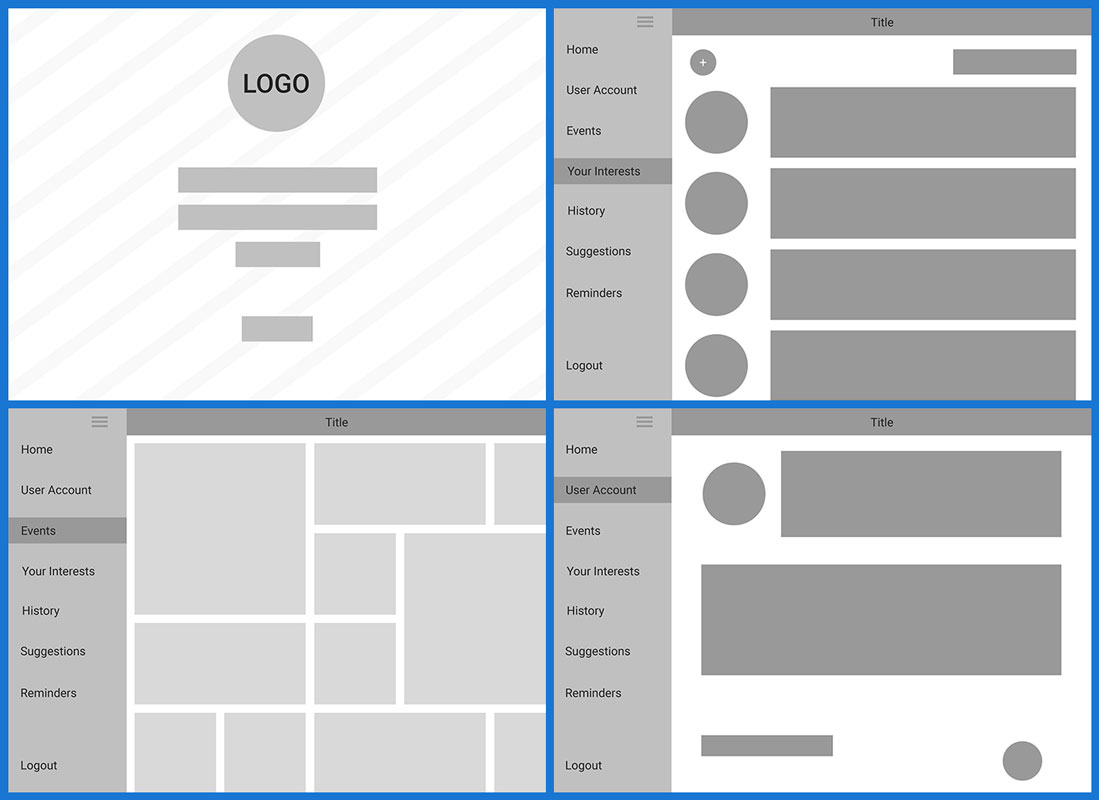 LOGO
Title
Home
+
User Account
Events
Your Interests
History
Suggestions
Reminders
Logout
Title
Home
User Account
Events
Your Interests
History
Suggestions
Reminders
Logout
Title
Home
User Account
Events
Your Interests
History
Suggestions
Reminders
Logout